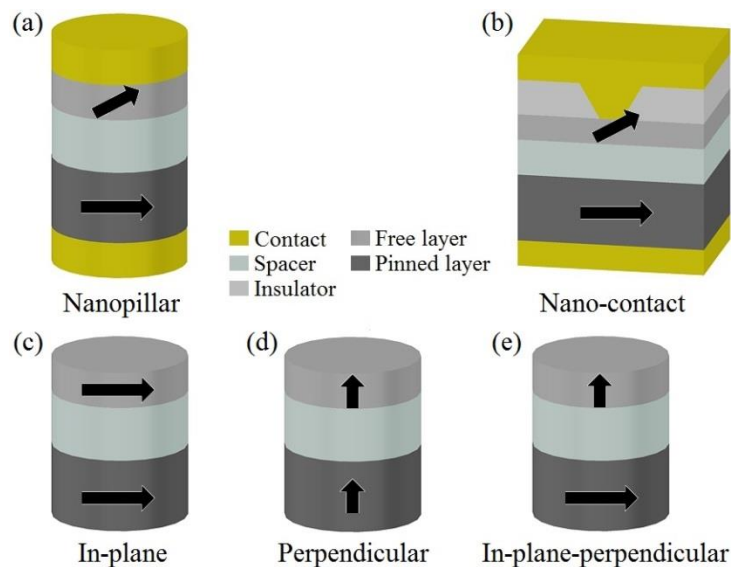 (a)
(b)
Contact
Free layer
Spacer
Pinned layer
Insulator
Nanopillar
Nano-contact
(c)
(d)
(e)
In-plane
Perpendicular
In-plane-perpendicular